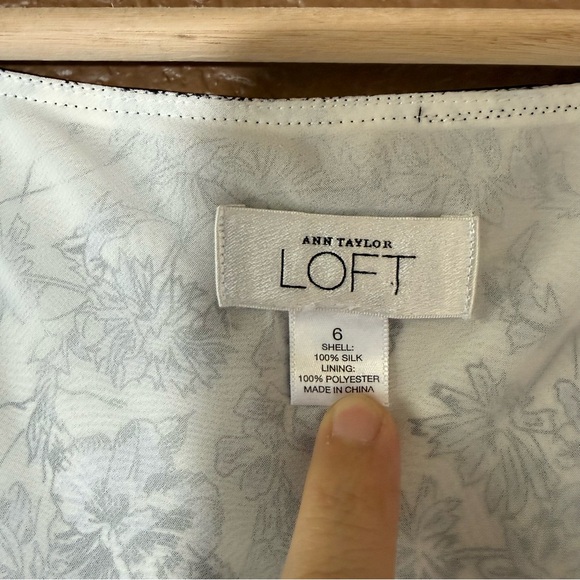 ANN TAYLOR
LOFT
6
SHELL:
100% SILK
LINING:
100% POLYESTER
MADE IN CHINA